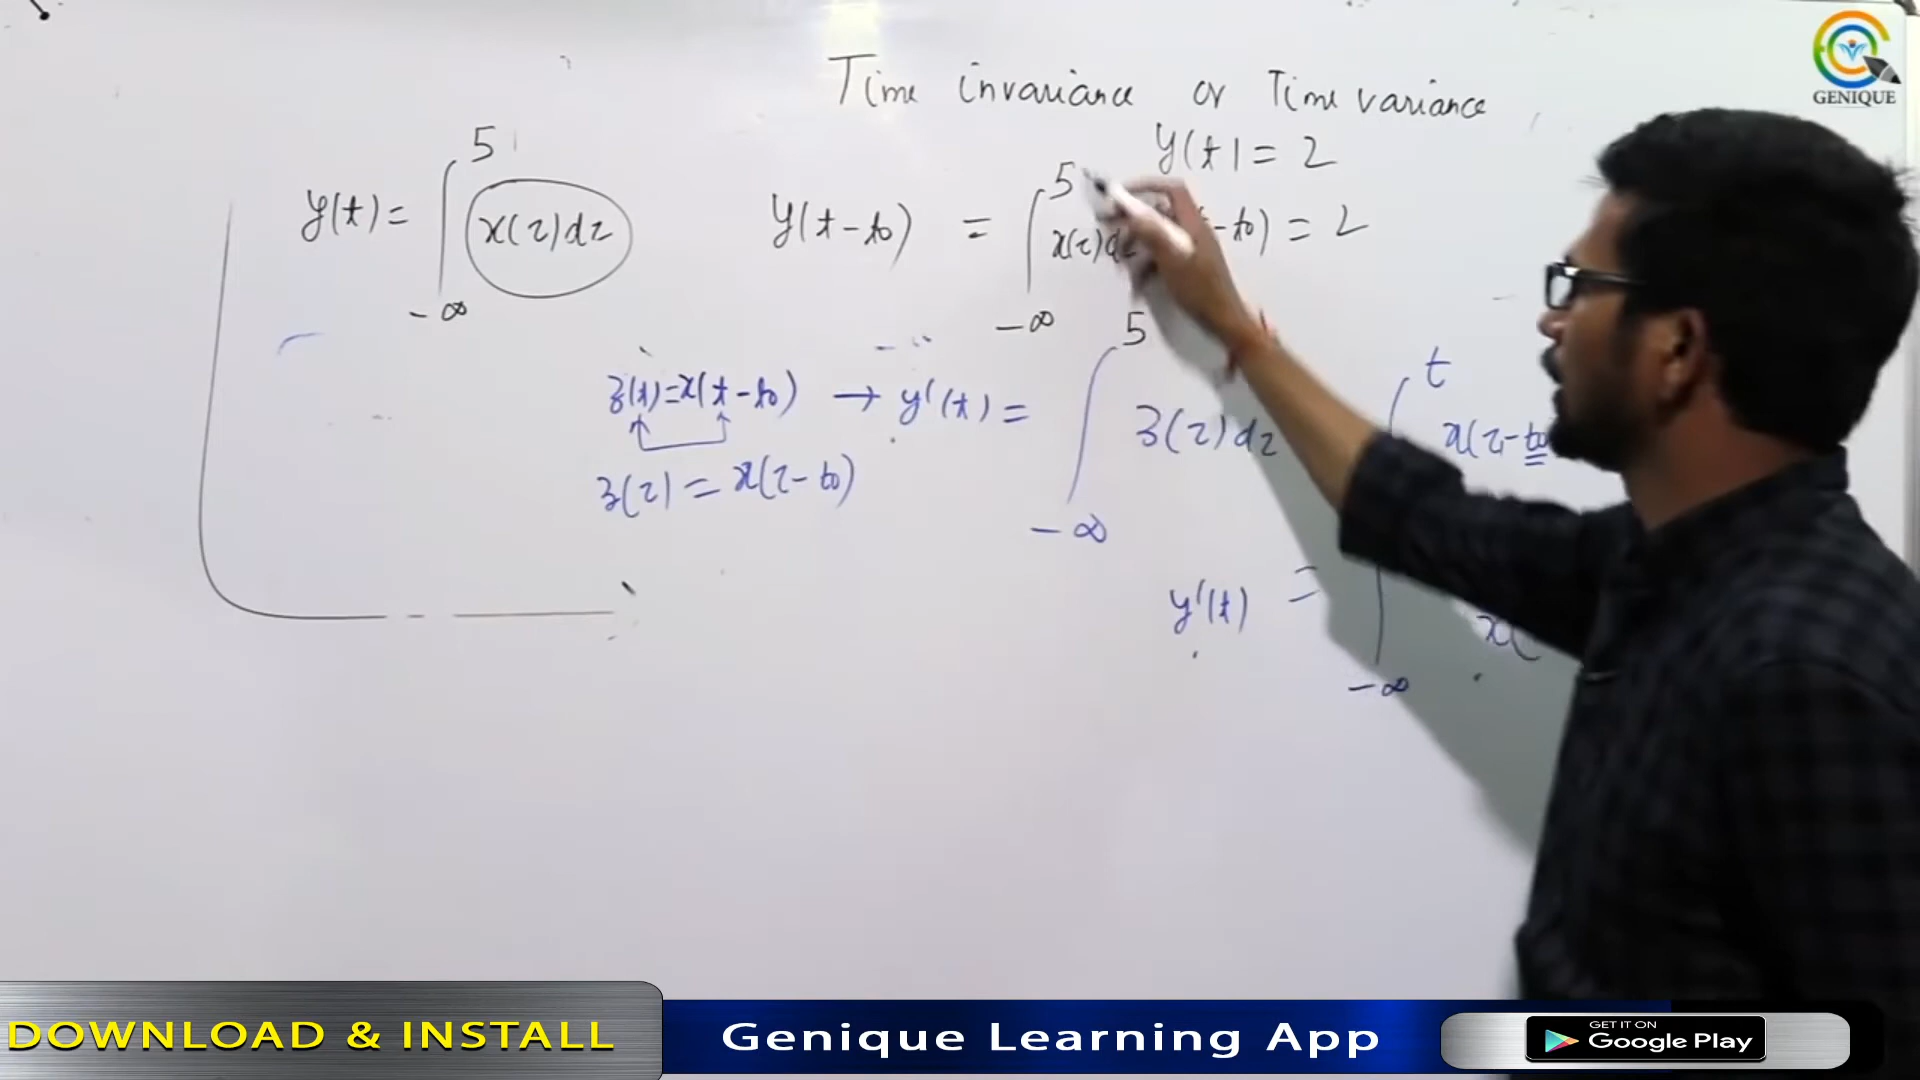 GENIQUE
Time invariance or Time variance
y(t) = ∫ 5 -∞ x(τ)dτ
y(t-t0) = ∫ 5 -∞ x(τ)dτ
y(t) = 2
-t0) = 2
z(t)=x(t-t0) → y'(t) = ∫ 5 -∞ z(τ)dτ
∫ t x(τ-t0
z(τ) = x(τ-t0)
y'(t) = ∫ -∞ x(
DOWNLOAD & INSTALL
Genique Learning App
GET IT ON
Google Play